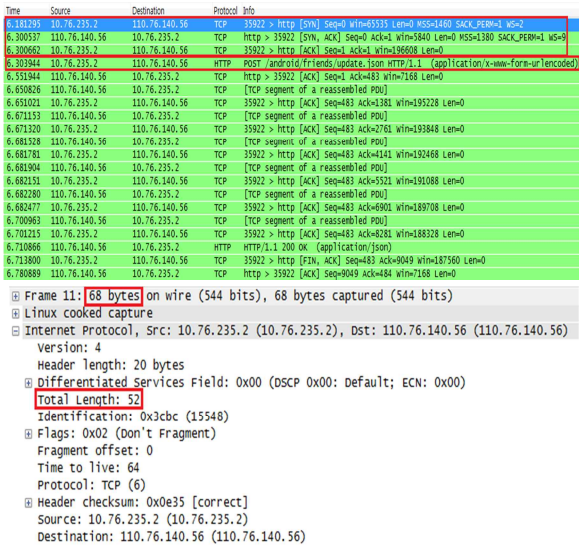 Time Source Destination Protocol Info
6.181295 10.76.235.2 110.76.140.56 TCP 35922 > http [SYN] Seq=0 Win=65535 Len=0 MSS=1460 SACK_PERM=1 WS=2
6.300537 110.76.140.56 10.76.235.2 TCP http > 35922 [SYN, ACK] Seq=0 Ack=1 Win=5840 Len=0 MSS=1380 SACK_PERM=1 WS=9
6.300662 10.76.235.2 110.76.140.56 TCP 35922 > http [ACK] Seq=1 Ack=1 Win=196608 Len=0
6.303944 10.76.235.2 110.76.140.56 HTTP POST /android/friends/update.json HTTP/1.1 (application/x-www-form-urlencoded)
6.551944 110.76.140.56 10.76.235.2 TCP http > 35922 [ACK] Seq=1 Ack=483 Win=7168 Len=0
6.650826 110.76.140.56 10.76.235.2 TCP [TCP segment of a reassembled PDU]
6.651021 10.76.235.2 110.76.140.56 TCP 35922 > http [ACK] Seq=483 Ack=1381 Win=195228 Len=0
6.671153 110.76.140.56 10.76.235.2 TCP [TCP segment of a reassembled PDU]
6.671320 10.76.235.2 110.76.140.56 TCP 35922 > http [ACK] Seq=483 Ack=2761 Win=193848 Len=0
6.681528 110.76.140.56 10.76.235.2 TCP [TCP segment of a reassembled PDU]
6.681781 10.76.235.2 110.76.140.56 TCP 35922 > http [ACK] Seq=483 Ack=4141 Win=192468 Len=0
6.681904 110.76.140.56 10.76.235.2 TCP [TCP segment of a reassembled PDU]
6.682151 10.76.235.2 110.76.140.56 TCP 35922 > http [ACK] Seq=483 Ack=5521 Win=191088 Len=0
6.682280 110.76.140.56 10.76.235.2 TCP [TCP segment of a reassembled PDU]
6.682477 10.76.235.2 110.76.140.56 TCP 35922 > http [ACK] Seq=483 Ack=6901 Win=189708 Len=0
6.700963 110.76.140.56 10.76.235.2 TCP [TCP segment of a reassembled PDU]
6.701215 10.76.235.2 110.76.140.56 TCP 35922 > http [ACK] Seq=483 Ack=8281 Win=188328 Len=0
6.710866 110.76.140.56 10.76.235.2 HTTP HTTP/1.1 200 OK (application/json)
6.713800 10.76.235.2 110.76.140.56 TCP 35922 > http [FIN, ACK] Seq=483 Ack=9049 Win=187560 Len=0
6.780889 110.76.140.56 10.76.235.2 TCP http > 35922 [ACK] Seq=9049 Ack=484 Win=7168 Len=0
Frame 11: 68 bytes on wire (544 bits), 68 bytes captured (544 bits)
Linux cooked capture
Internet Protocol, Src: 10.76.235.2 (10.76.235.2), Dst: 110.76.140.56 (110.76.140.56)
Version: 4
Header length: 20 bytes
Differentiated Services Field: 0x00 (DSCP 0x00: Default; ECN: 0x00)
Total Length: 52
Identification: 0x3cbc (15548)
Flags: 0x02 (Don't Fragment)
Fragment offset: 0
Time to live: 64
Protocol: TCP (6)
Header checksum: 0x0e35 [correct]
Source: 10.76.235.2 (10.76.235.2)
Destination: 110.76.140.56 (110.76.140.56)